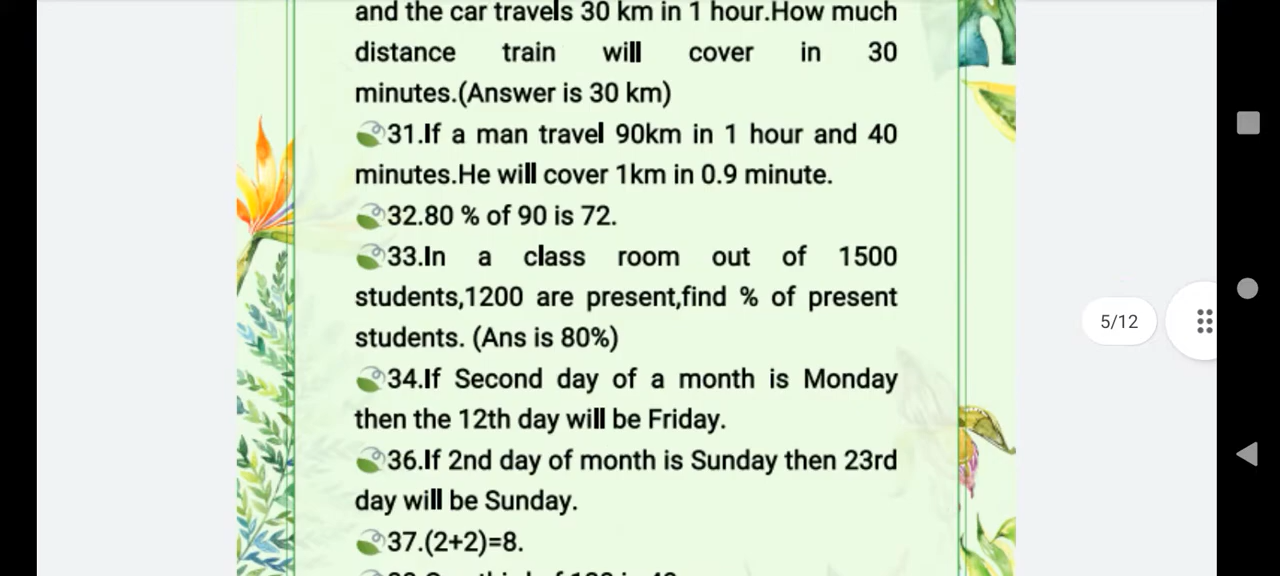 and the car travels 30 km in 1 hour.How much
distance train will cover in 30
minutes.(Answer is 30 km)
31.If a man travel 90km in 1 hour and 40
minutes.He will cover 1km in 0.9 minute.
32.80 % of 90 is 72.
33.In a class room out of 1500
students,1200 are present,find % of present
students. (Ans is 80%)
5/12
34.If Second day of a month is Monday
then the 12th day will be Friday.
36.If 2nd day of month is Sunday then 23rd
day will be Sunday.
37.(2+2)=8.